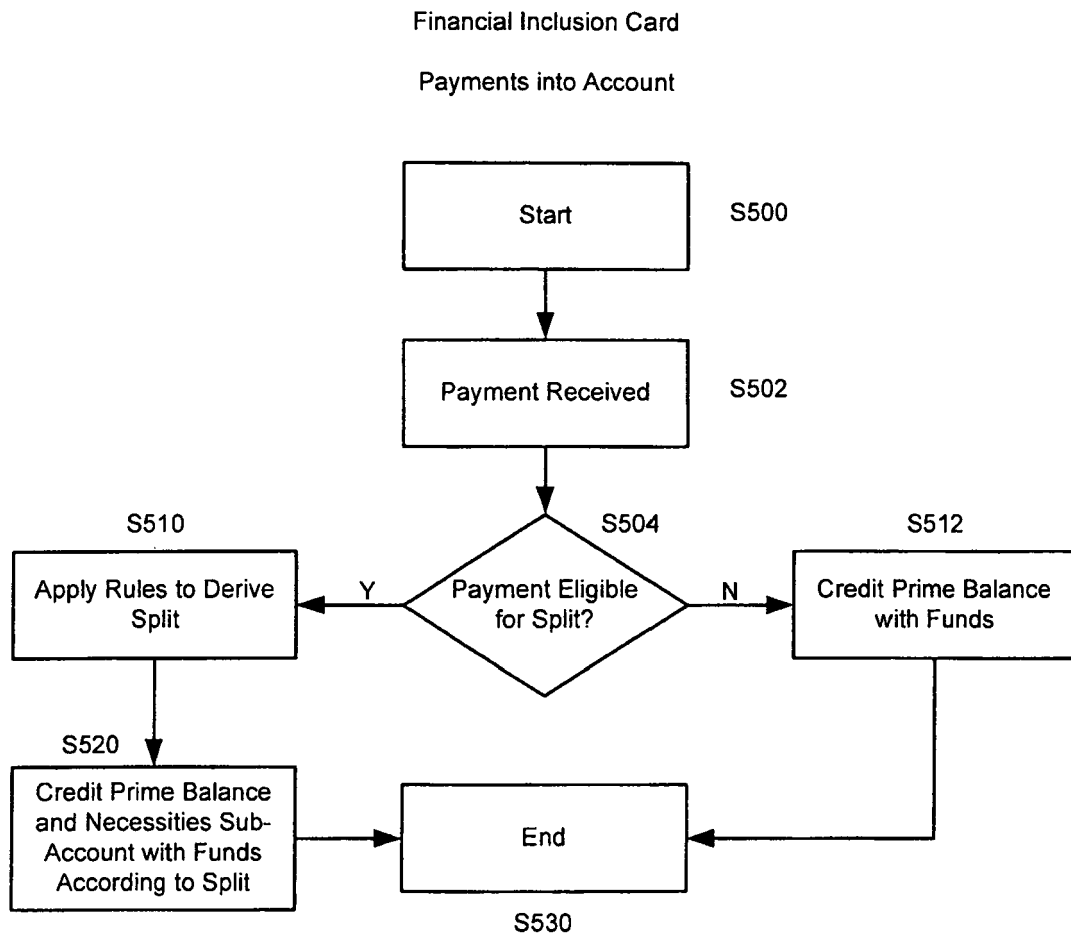 Financial Inclusion Card
Payments into Account
Start
S500
Payment Received
S502
S510
S504
S512
Apply Rules to Derive
Split
Y
Payment Eligible
for Split?
N
Credit Prime Balance
with Funds
S520
Credit Prime Balance
and Necessities Sub-
Account with Funds
According to Split
End
S530